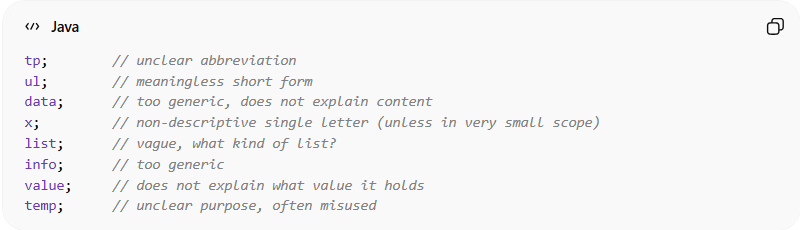 Java
tp; // unclear abbreviation
ul; // meaningless short form
data; // too generic, does not explain content
x; // non-descriptive single letter (unless in very small scope)
list; // vague, what kind of list?
info; // too generic
value; // does not explain what value it holds
temp; // unclear purpose, often misused